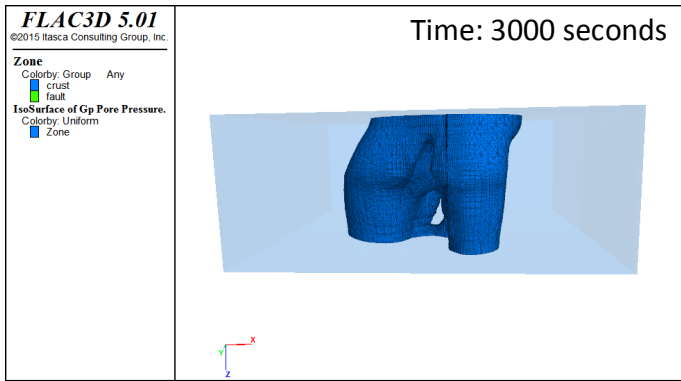 FLAC3D 5.01
©2015 Itasca Consulting Group, Inc.
Zone
Colorby: Group Any
crust
fault
IsoSurface of Gp Pore Pressure.
Colorby: Uniform
Zone
Time: 3000 seconds
X
Y
Z